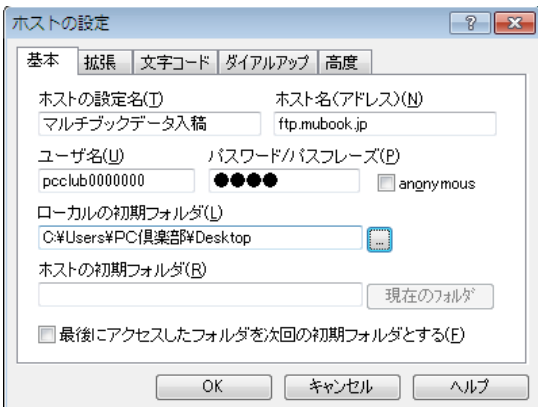 ホストの設定
基本 拡張 文字コード ダイアルアップ 高度
ホストの設定名(T) ホスト名(アドレス)(N)
マルチブックデータ入稿 ftp.mubook.jp
ユーザ名(U) パスワード/パスフレーズ(P)
pcclub0000000 ●●●● anonymous
ローカルの初期フォルダ(L)
C:¥Users¥PC倶楽部¥Desktop ...
ホストの初期フォルダ(R)
現在のフォルダ
最後にアクセスしたフォルダを次回の初期フォルダとする(F)
OK キャンセル ヘルプ